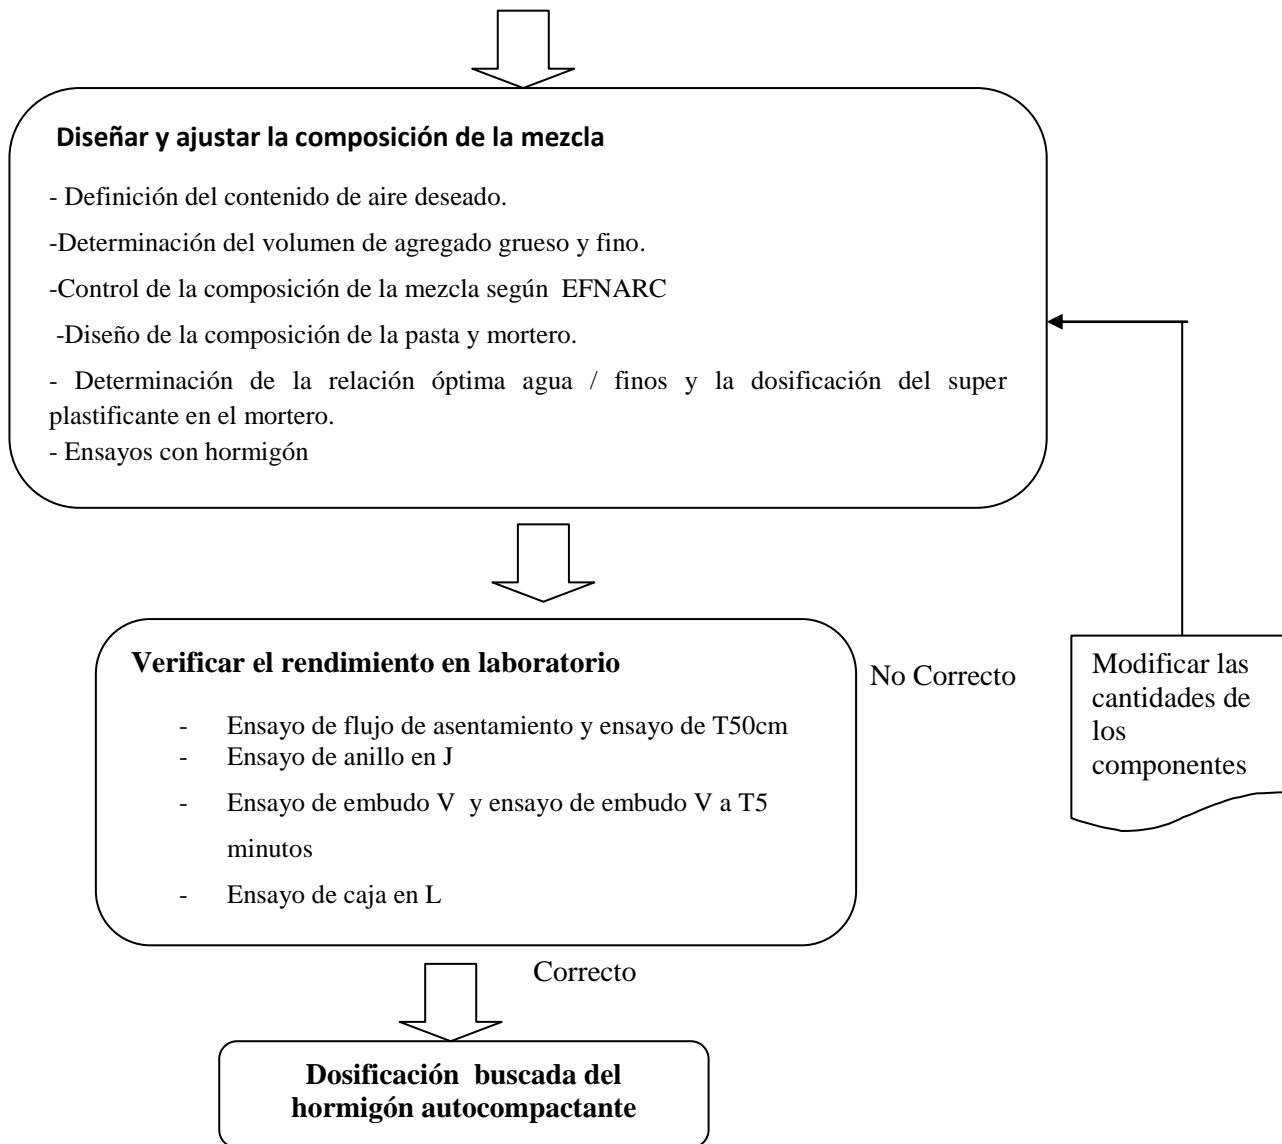 Diseñar y ajustar la composición de la mezcla
- Definición del contenido de aire deseado.
-Determinación del volumen de agregado grueso y fino.
-Control de la composición de la mezcla según EFNARC
-Diseño de la composición de la pasta y mortero.
- Determinación de la relación óptima agua / finos y la dosificación del super
plastificante en el mortero.
- Ensayos con hormigón
Verificar el rendimiento en laboratorio
- Ensayo de flujo de asentamiento y ensayo de T50cm
- Ensayo de anillo en J
- Ensayo de embudo V y ensayo de embudo V a T5
minutos
- Ensayo de caja en L
No Correcto
Modificar las
cantidades de
los
componentes
Correcto
Dosificación buscada del
hormigón autocompactante